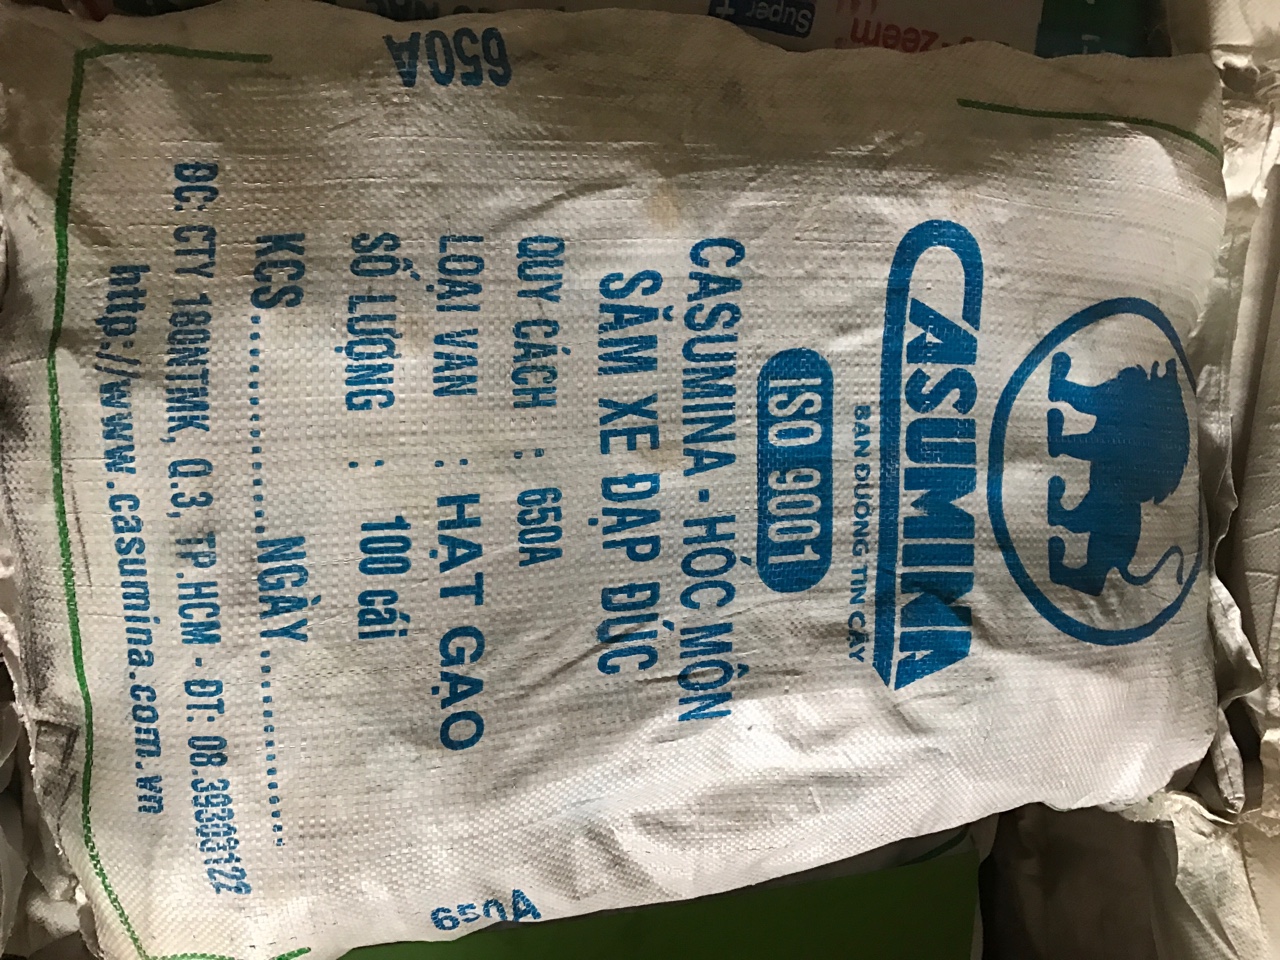 650A
CASUMINA
BẠN ĐƯỜNG TIN CẬY
ISO 9001
CASUMINA - HÓC MÔN
SĂM XE ĐẠP ĐÚC
QUY CÁCH : 650A
LOẠI VAN : HẠT GẠO
SỐ LƯỢNG : 100 cái
KCS..............NGÀY................
ĐC: CTY 180NTMK, Q.3, TP.HCM - ĐT: 08.39303122
http://www.casumina.com.vn
650A
Super +
zeem